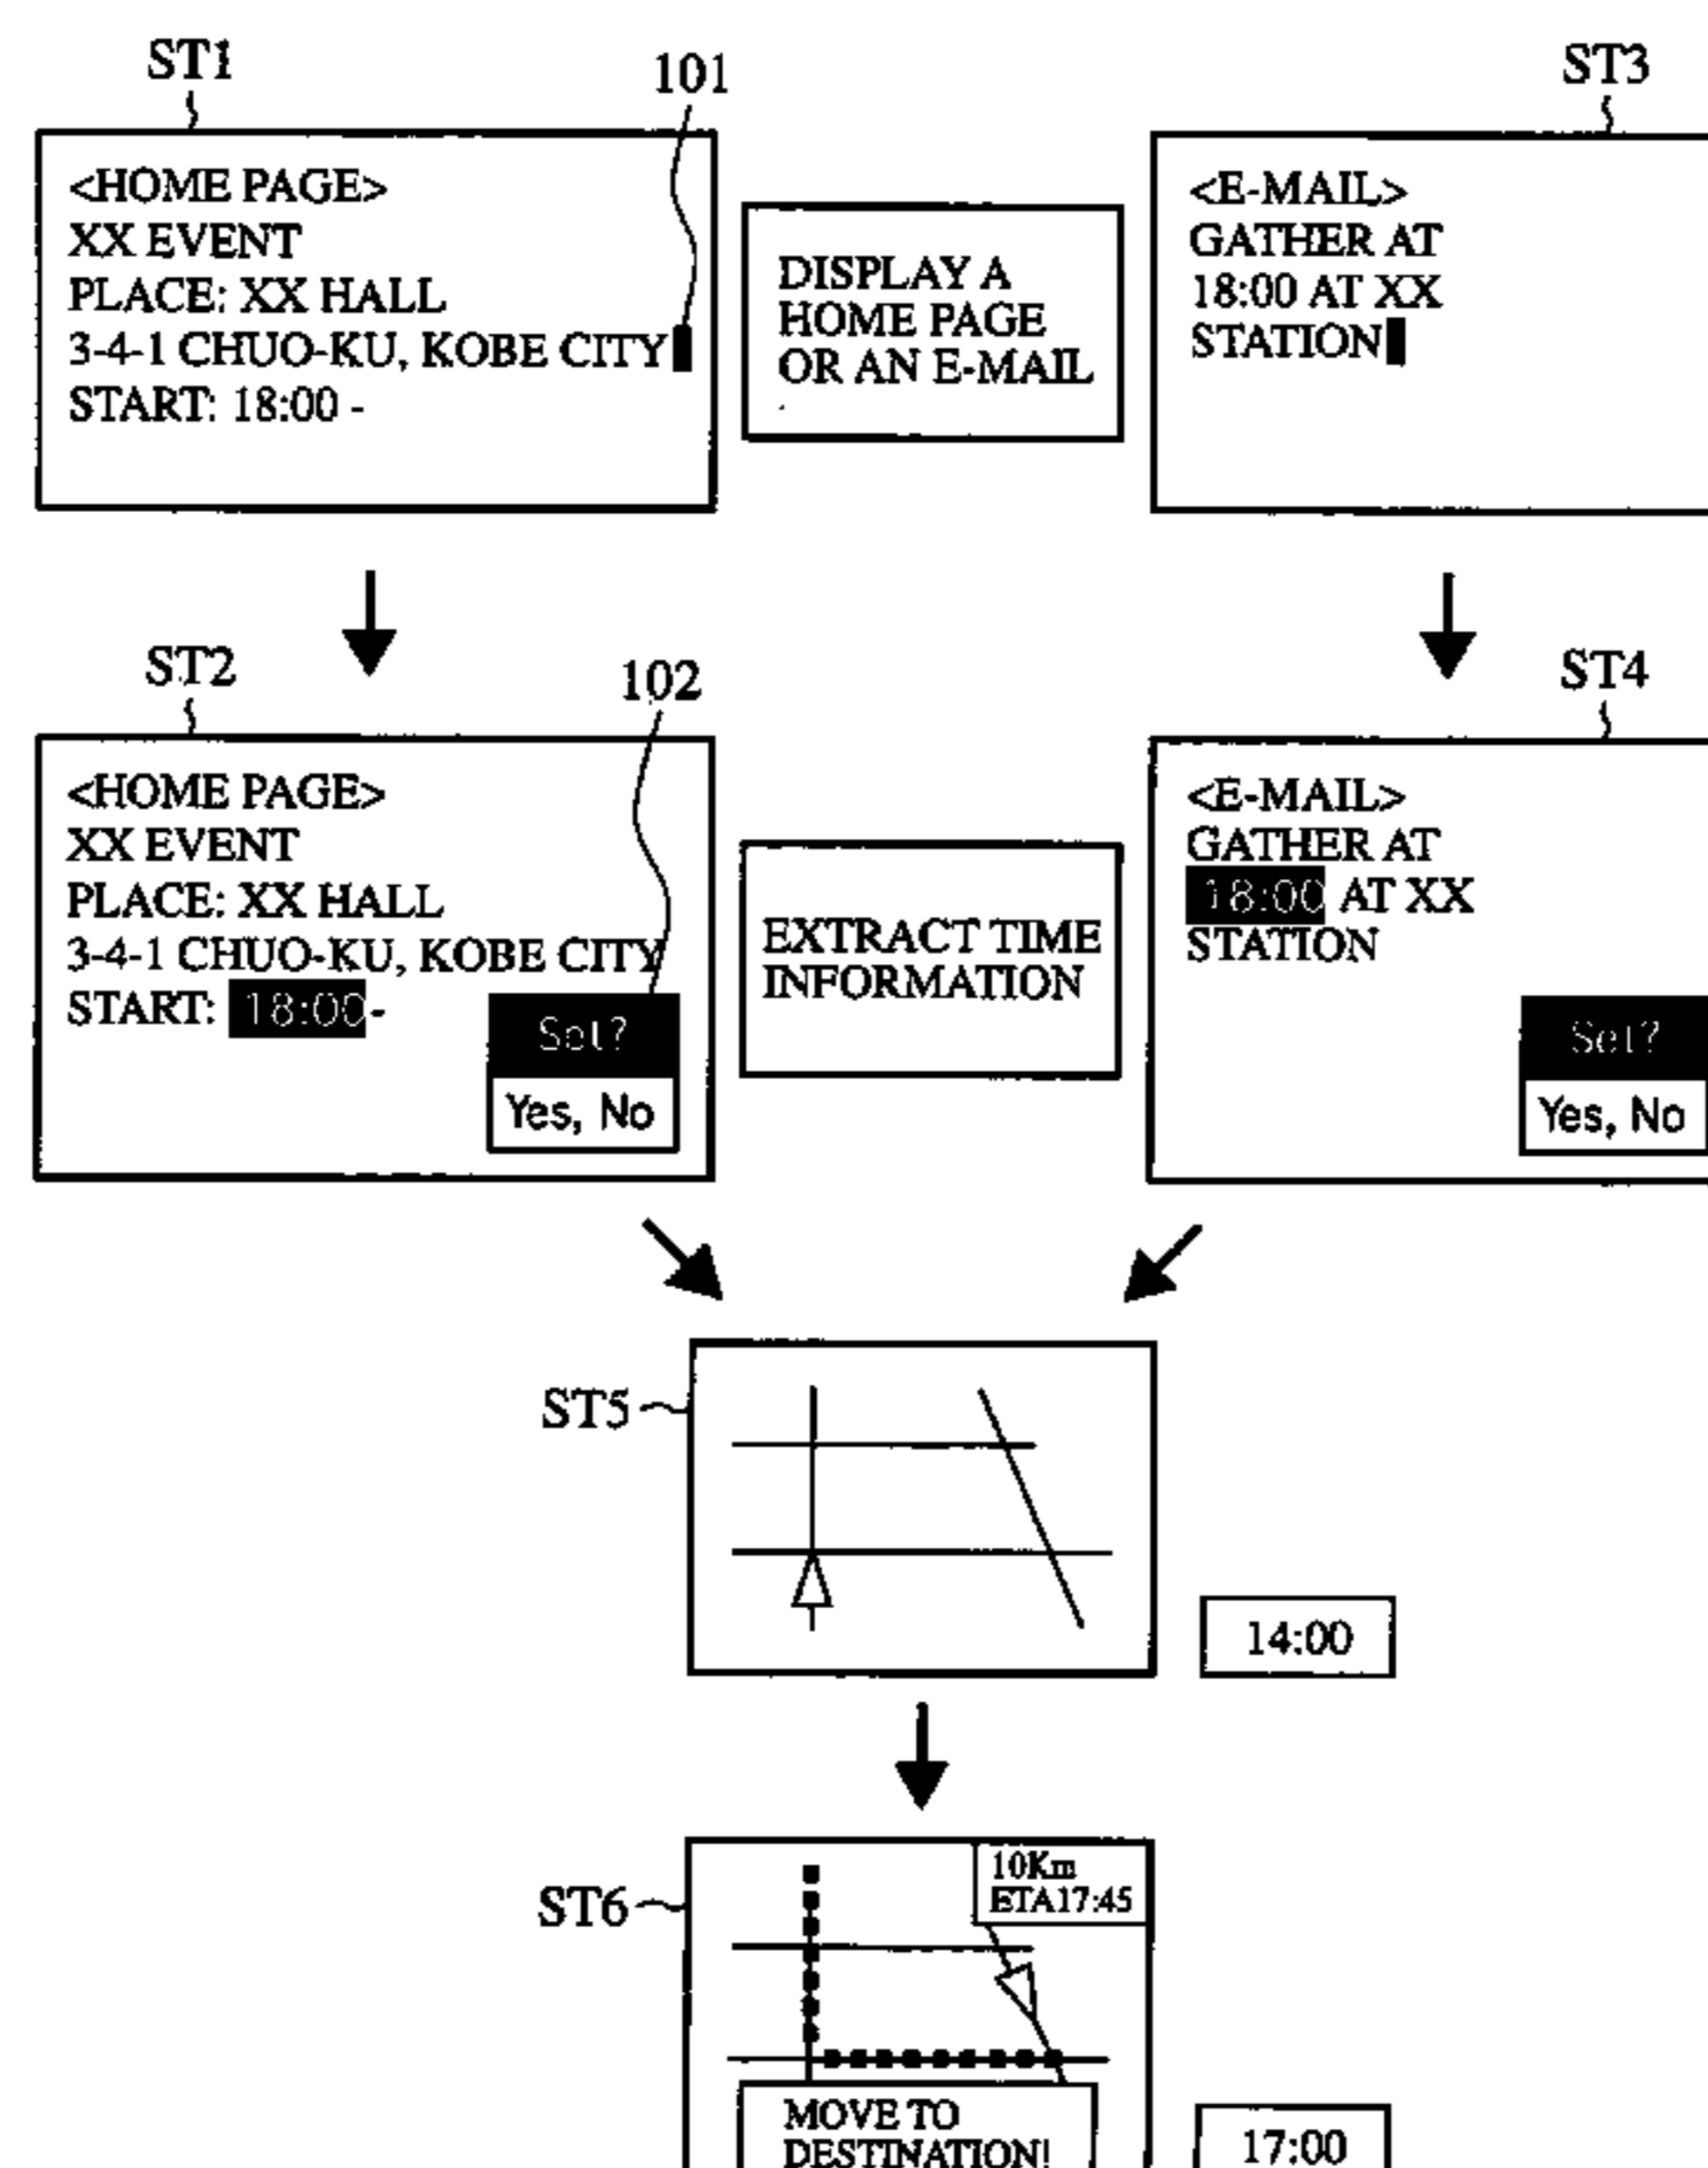 ST1
101
<HOME PAGE>
XX EVENT
PLACE: XX HALL
3-4-1 CHUO-KU, KOBE CITY
START: 18:00 -
DISPLAY A
HOME PAGE
OR AN E-MAIL
ST3
<E-MAIL>
GATHER AT
18:00 AT XX
STATION
ST2
102
<HOME PAGE>
XX EVENT
PLACE: XX HALL
3-4-1 CHUO-KU, KOBE CITY
START: 18:00-
Set?
Yes, No
EXTRACT TIME
INFORMATION
ST4
<E-MAIL>
GATHER AT
18:00 AT XX
STATION
Set?
Yes, No
ST5
14:00
ST6
10Km
ETA17:45
MOVE TO
DESTINATION!
17:00